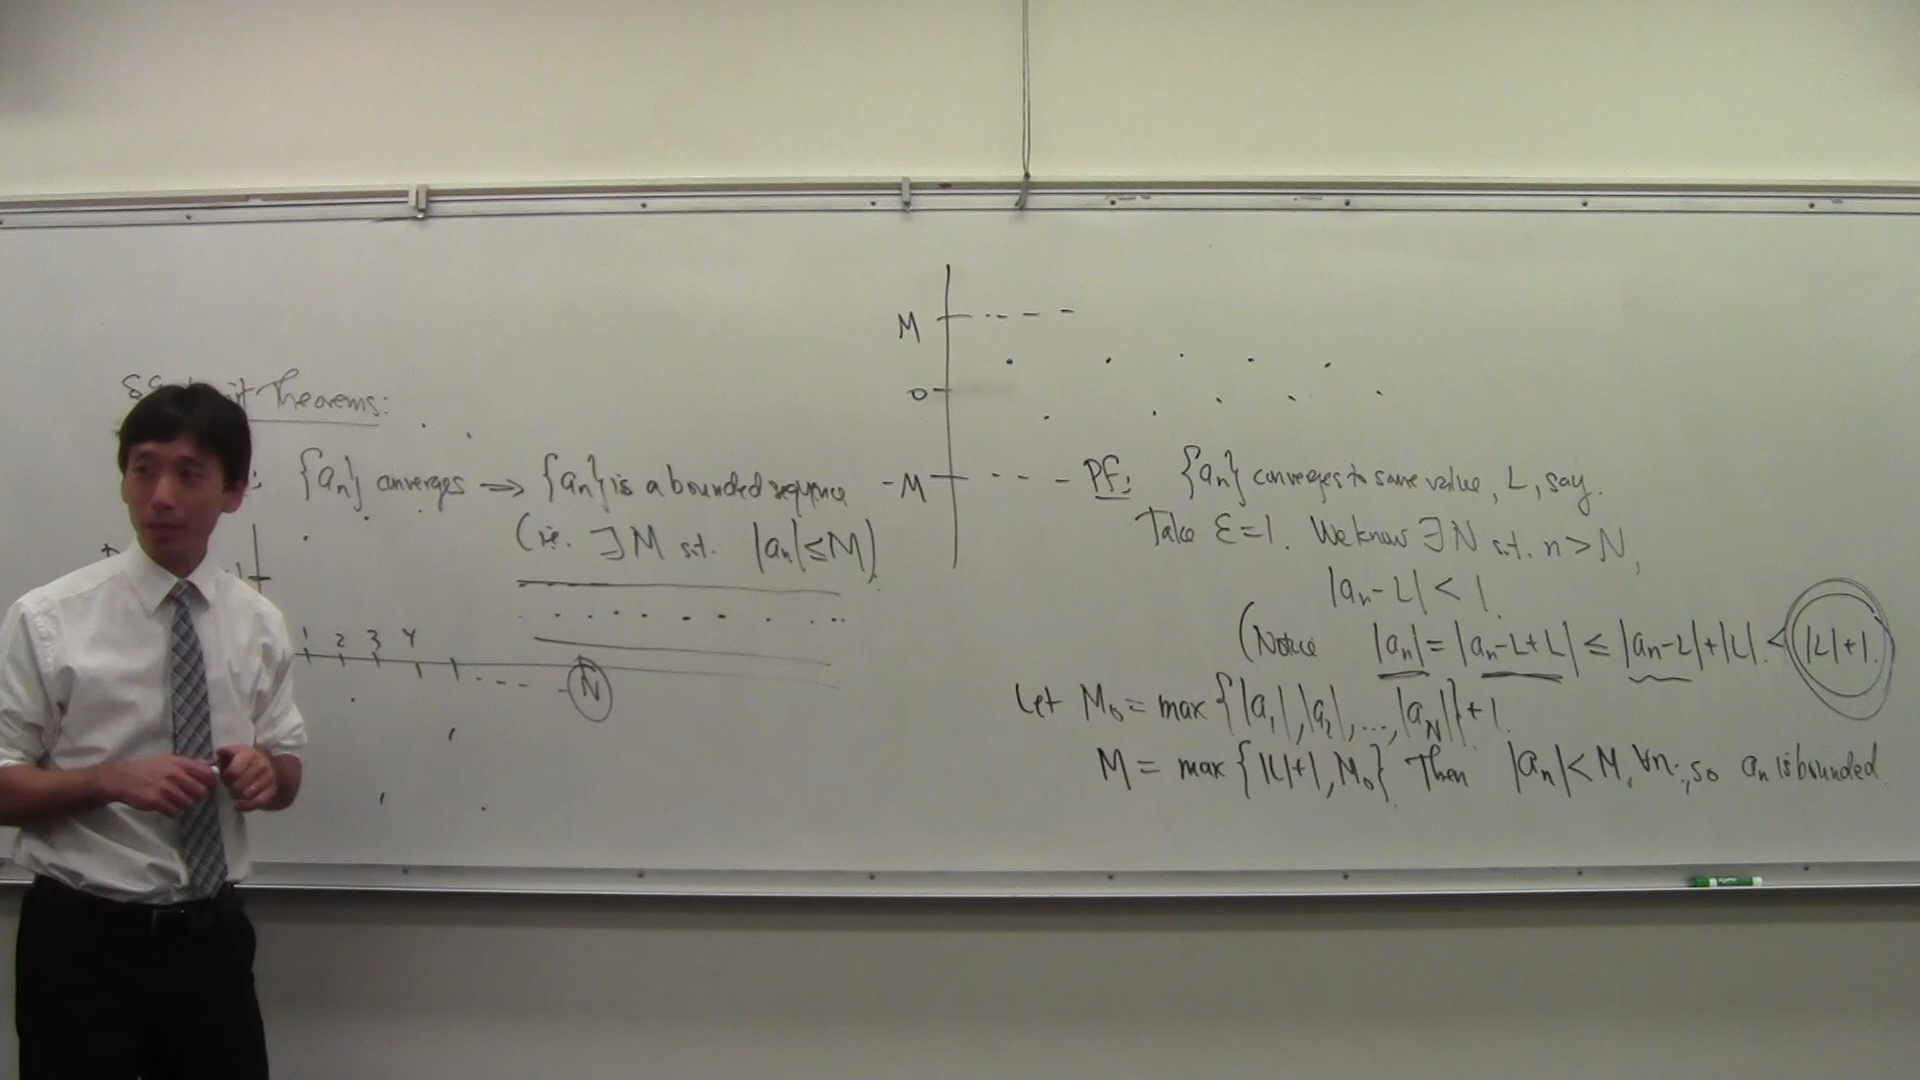 Theorems:
{aₙ} converges ⇒ {aₙ} is a bounded sequence
(i.e. ∃M s.t. |aₙ|≤M).
1 2 3 4 ---- N
M
0
-M
Pf: {aₙ} converges to some value, L, say.
Take ε=1. We know ∃N s.t. n>N,
|aₙ-L| < 1.
(Notice |aₙ| = |aₙ-L+L| ≤ |aₙ-L|+|L|. < |L|+1.
Let M₀ = max{|a₁|,|a₂|,...,|a_N|}+1.
M = max{|L|+1, M₀} Then |aₙ|<M, ∀n., so aₙ is bounded.